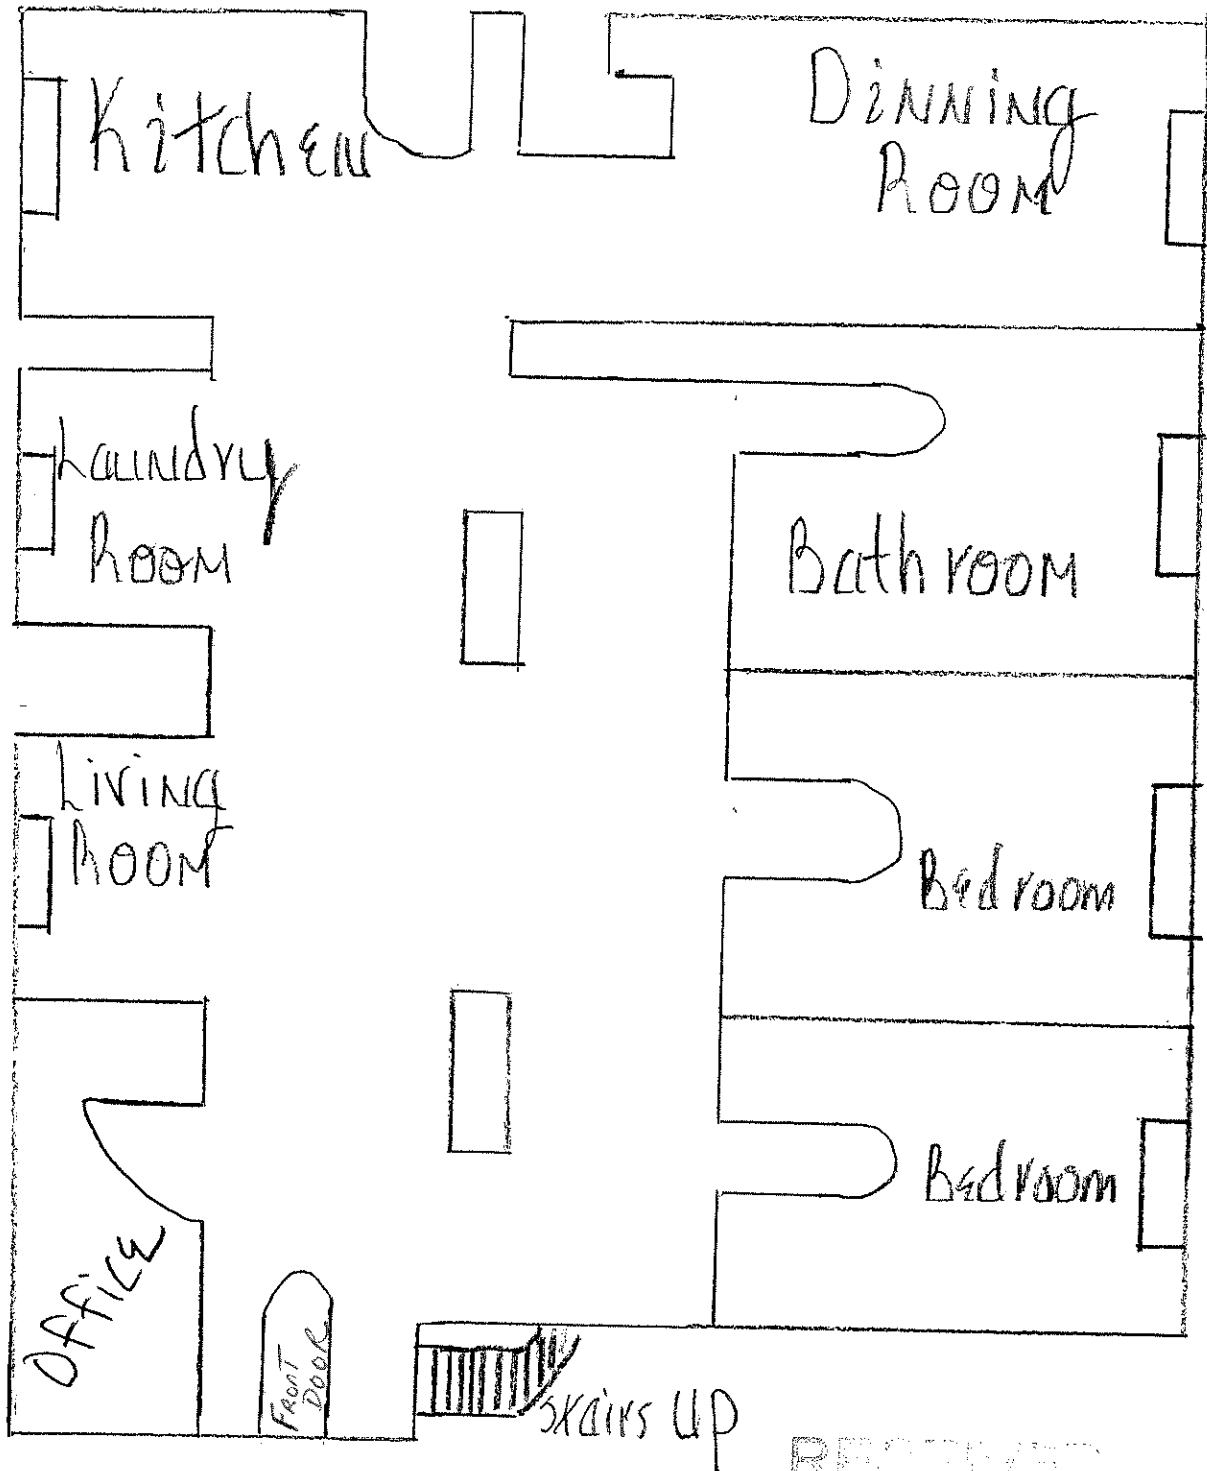 Kitchen
Dinning
Room
Laundry
Room
Bathroom
Living
Room
Bedroom
Bedroom
Office
FRONT
DOOR
Stairs Up